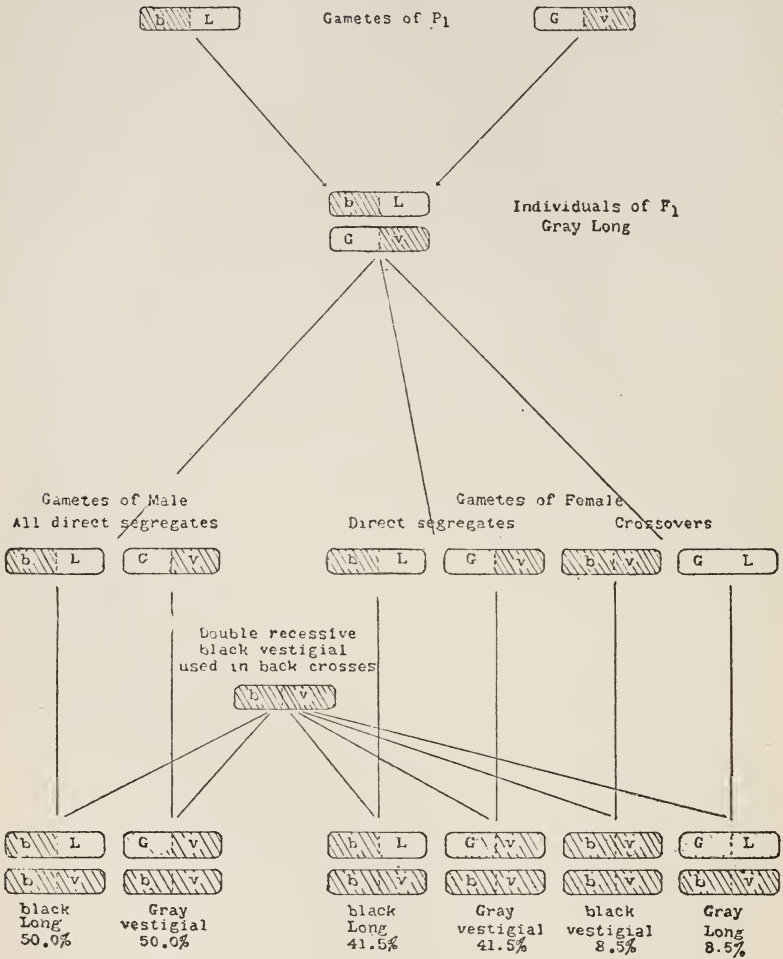 b L Gametes of P1 G v
b L
G v
Individuals of F1
Gray Long
Gametes of Male
All direct segregates
Gametes of Female
Direct segregates Crossovers
b L G v b L G v b v G L
Double recessive
black vestigial
used in back crosses
b v
b L G v b L G v b v G L
b v b v b v b v b v b v
black
Long
50.0%
Gray
vestigial
50.0%
black
Long
41.5%
Gray
vestigial
41.5%
black
vestigial
8.5%
Gray
Long
8.5%